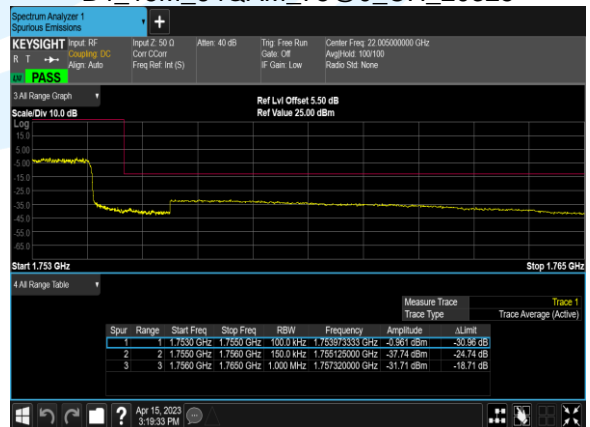 Spectrum Analyzer 1
Spurious Emissions
+
KEYSIGHT Input: RF Input Z: 50 Ω Atten: 40 dB Trig: Free Run Center Freq: 22.005000000 GHz
R T Coupling: DC Corr CCorr Gate: Off Avg|Hold: 100/100
Align: Auto Freq Ref: Int (S) IF Gain: Low Radio Std: None
PASS
3 All Range Graph
Ref Lvl Offset 5.50 dB
Scale/Div 10.0 dB Ref Value 25.00 dBm
Log
15.0
5.00
-5.00
-15.0
-25.0
-35.0
-45.0
-55.0
-65.0
Start 1.753 GHz Stop 1.765 GHz
4 All Range Table
Measure Trace Trace 1
Trace Type Trace Average (Active)
Spur Range Start Freq Stop Freq RBW Frequency Amplitude ΔLimit
1 1 1.7530 GHz 1.7550 GHz 100.0 kHz 1.753973333 GHz -0.961 dBm -30.96 dB
2 2 1.7550 GHz 1.7560 GHz 150.0 kHz 1.755125000 GHz -37.74 dBm -24.74 dB
3 3 1.7560 GHz 1.7650 GHz 1.000 MHz 1.757320000 GHz -31.71 dBm -18.71 dB
? Apr 15, 2023
3:19:33 PM